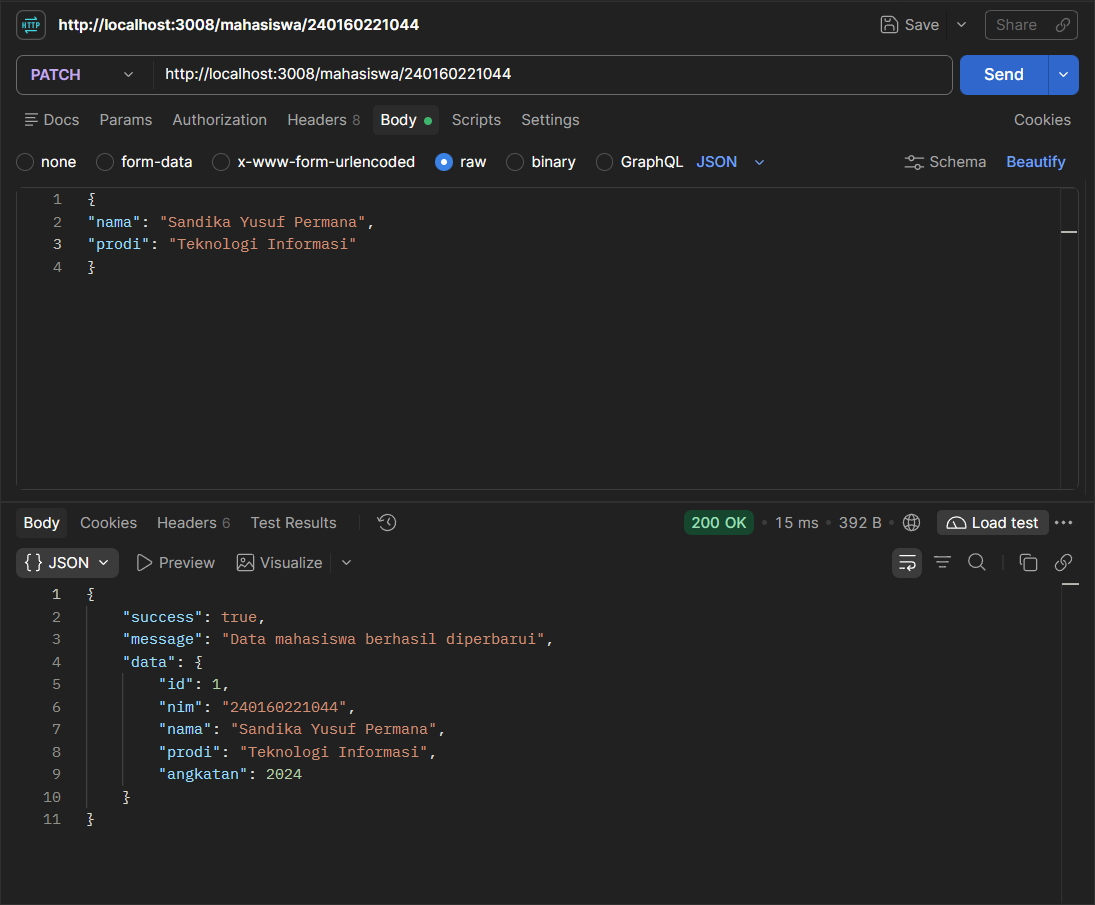 HTTP http://localhost:3008/mahasiswa/240160221044 Save Share
PATCH http://localhost:3008/mahasiswa/240160221044 Send
Docs Params Authorization Headers 8 Body Scripts Settings Cookies
none form-data x-www-form-urlencoded raw binary GraphQL JSON Schema Beautify
1 {
2 "nama": "Sandika Yusuf Permana",
3 "prodi": "Teknologi Informasi"
4 }
Body Cookies Headers 6 Test Results 200 OK • 15 ms • 392 B • Load test
{} JSON Preview Visualize
1 {
2 "success": true,
3 "message": "Data mahasiswa berhasil diperbarui",
4 "data": {
5 "id": 1,
6 "nim": "240160221044",
7 "nama": "Sandika Yusuf Permana",
8 "prodi": "Teknologi Informasi",
9 "angkatan": 2024
10 }
11 }